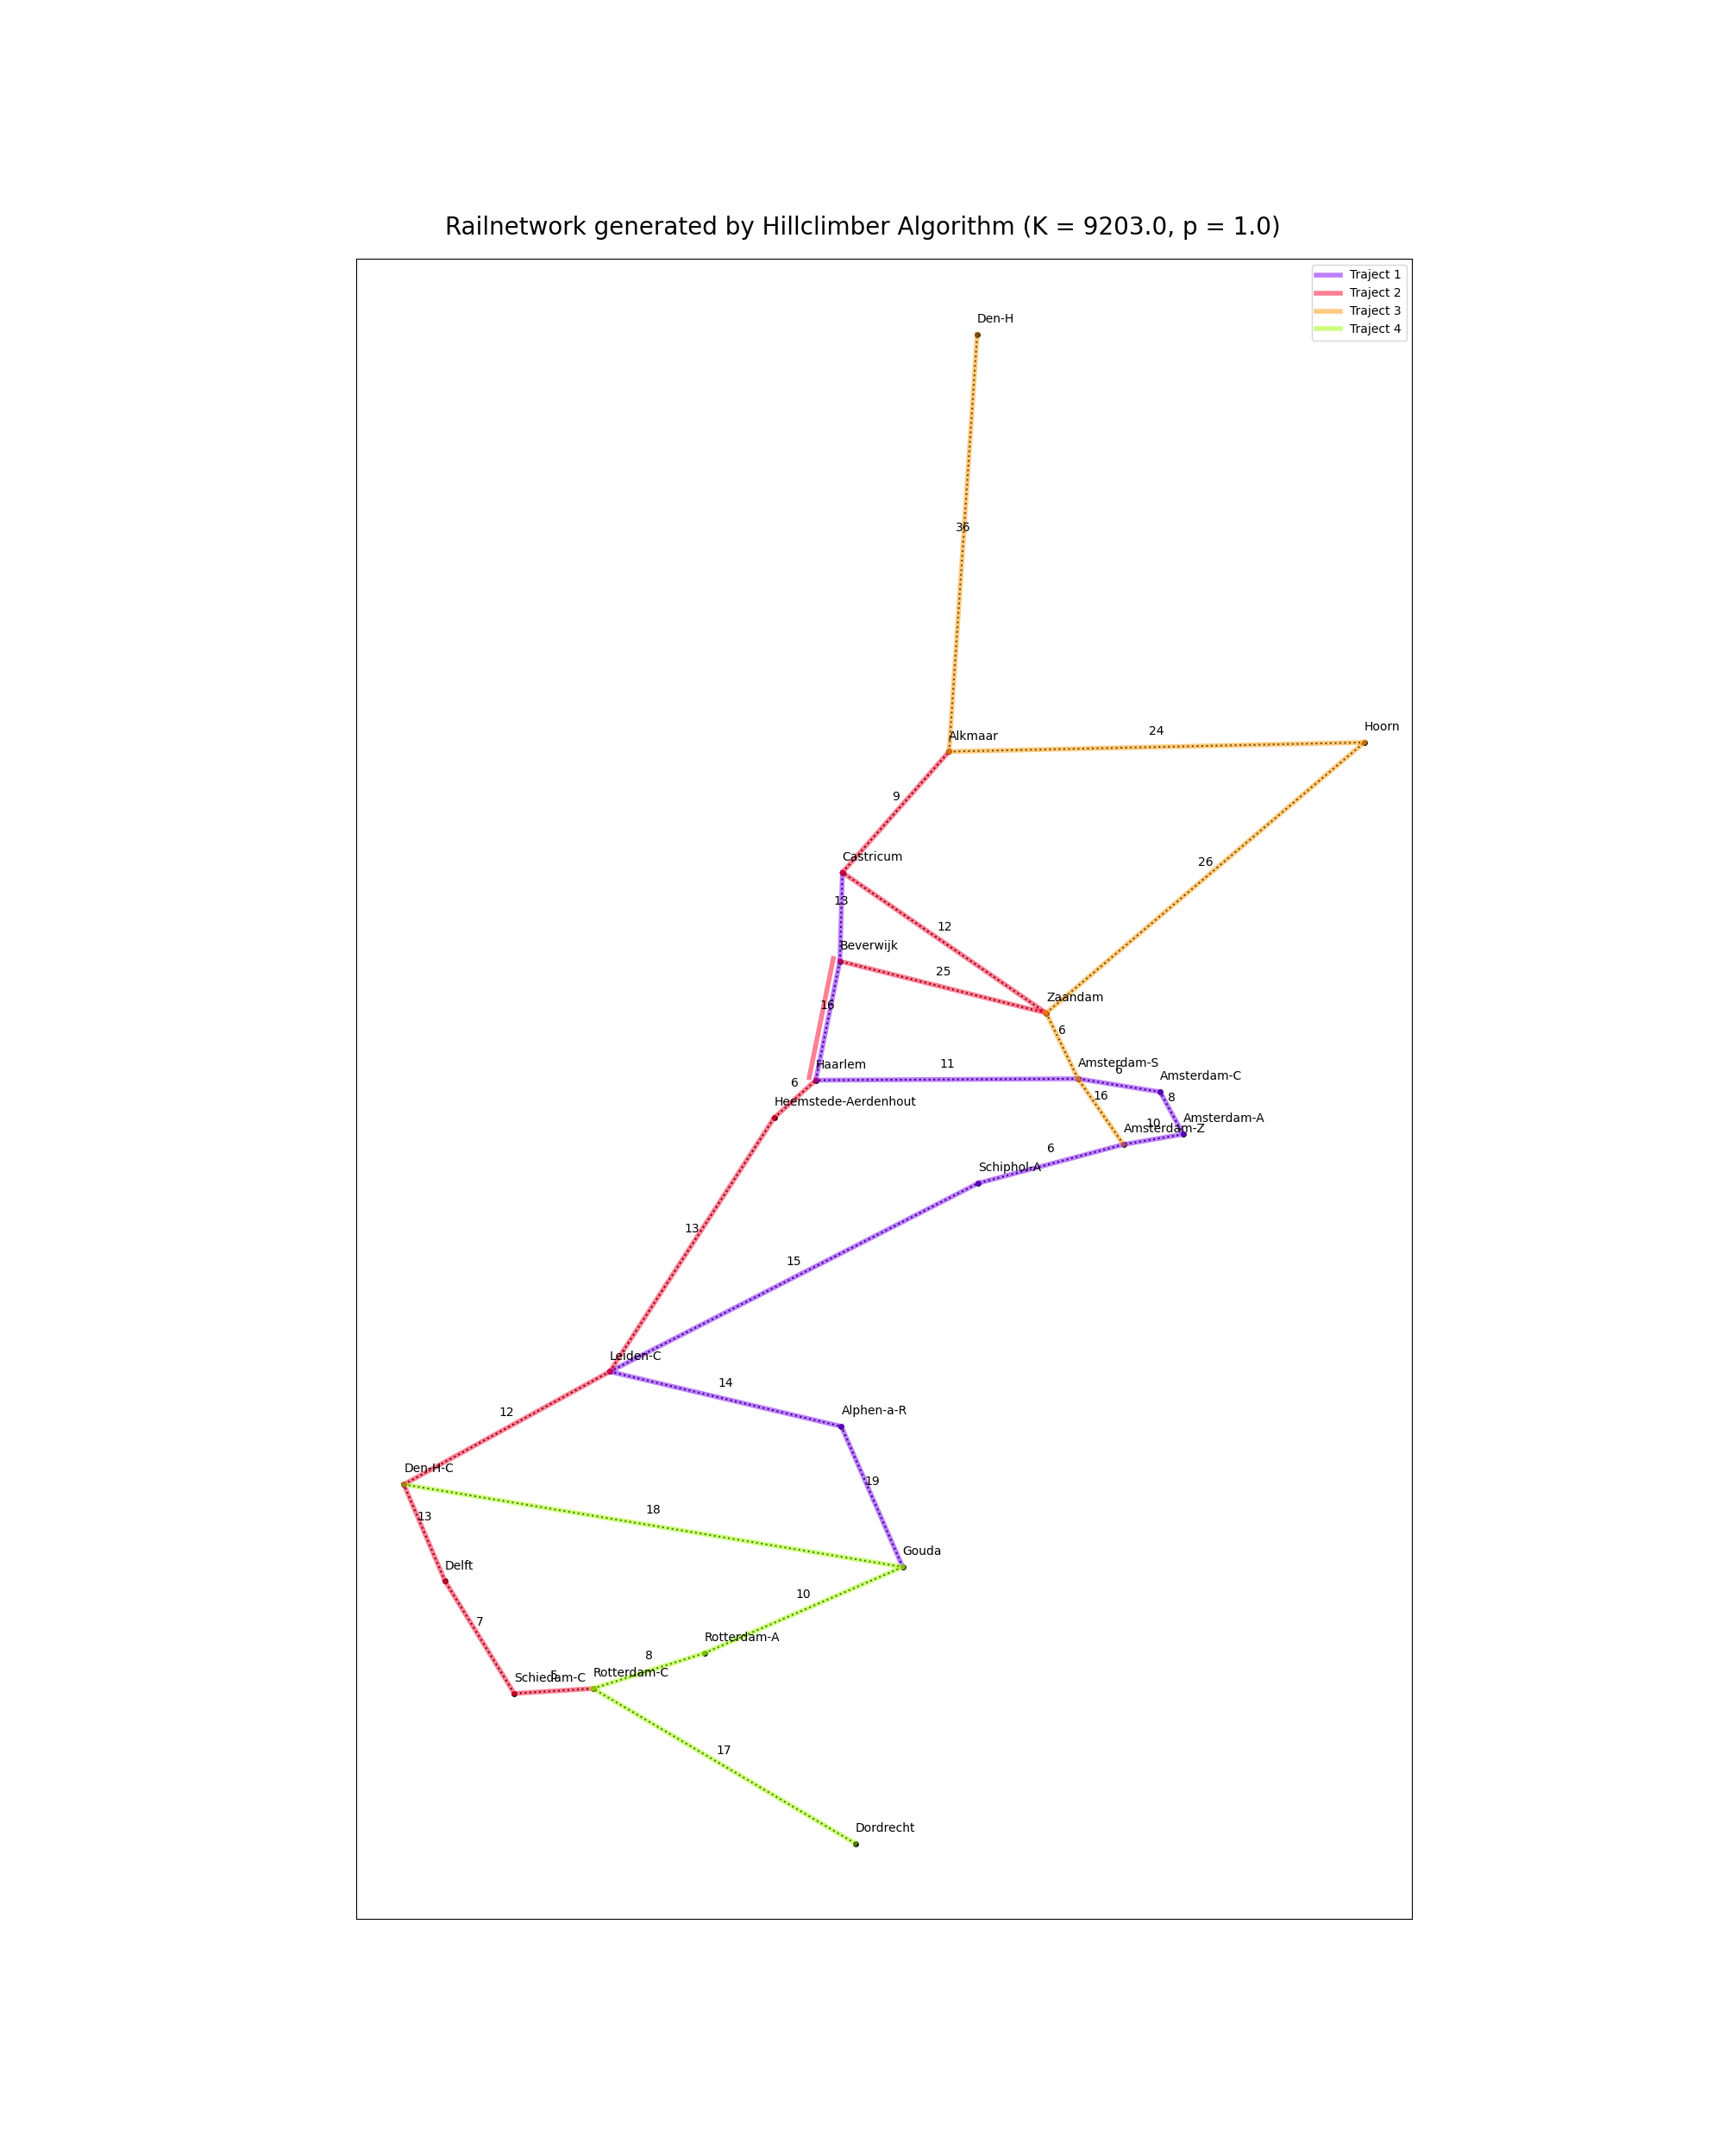 Railnetwork generated by Hillclimber Algorithm (K = 9203.0, p = 1.0)
Traject 1
Traject 2
Traject 3
Traject 4
Den-H
36
Hoorn
24
Alkmaar
9
Castricum
26
13
12
Beverwijk
25
Zaandam
16
6
Haarlem
11
Amsterdam-S
6
Amsterdam-C
6
Heemstede-Aerdenhout
16
8
Amsterdam-A
10
Amsterdam-Z
6
Schiphol-A
13
15
Leiden-C
14
12
Alphen-a-R
Den-H-C
19
18
13
Gouda
Delft
10
7
Rotterdam-A
8
Schiedam-C
5
Rotterdam-C
17
Dordrecht